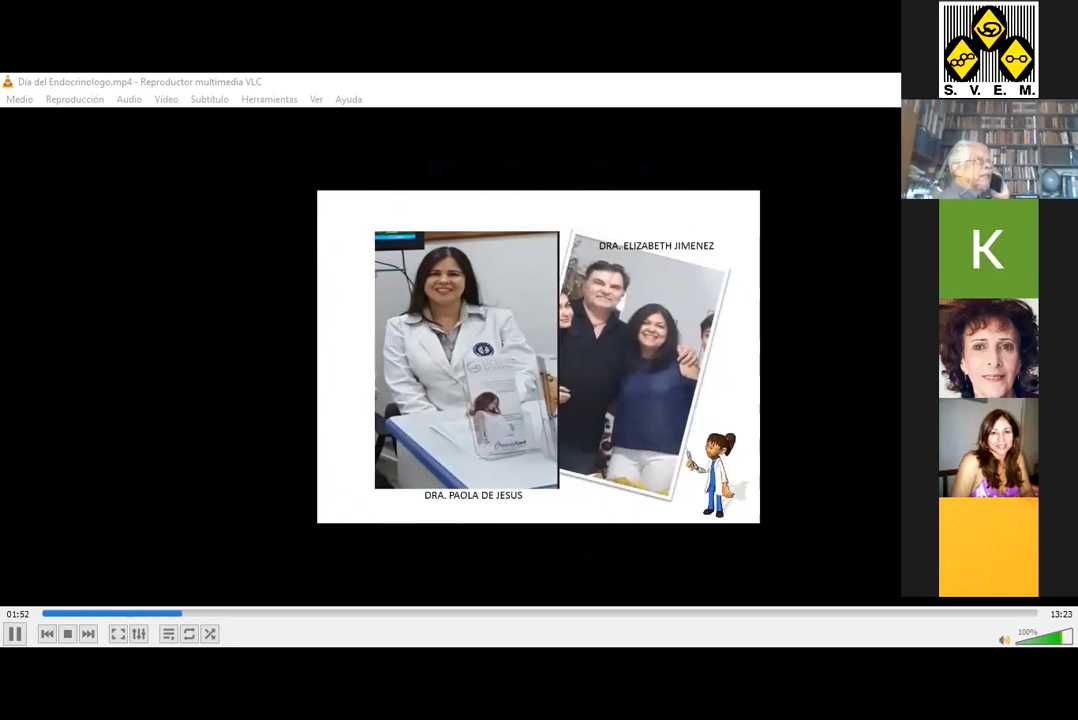 S. V. E. M.
Día del Endocrinologo.mp4 - Reproductor multimedia VLC
Medio Reproducción Audio Vídeo Subtítulo Herramientas Ver Ayuda
DRA. ELIZABETH JIMENEZ
K
DRA. PAOLA DE JESUS
01:52
13:23
100%